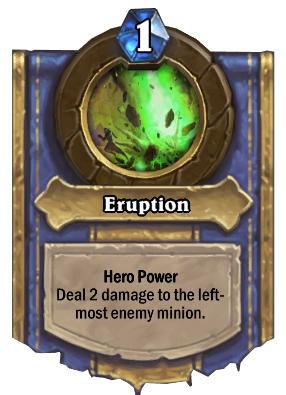 1
Eruption
Hero Power
Deal 2 damage to the left-
most enemy minion.